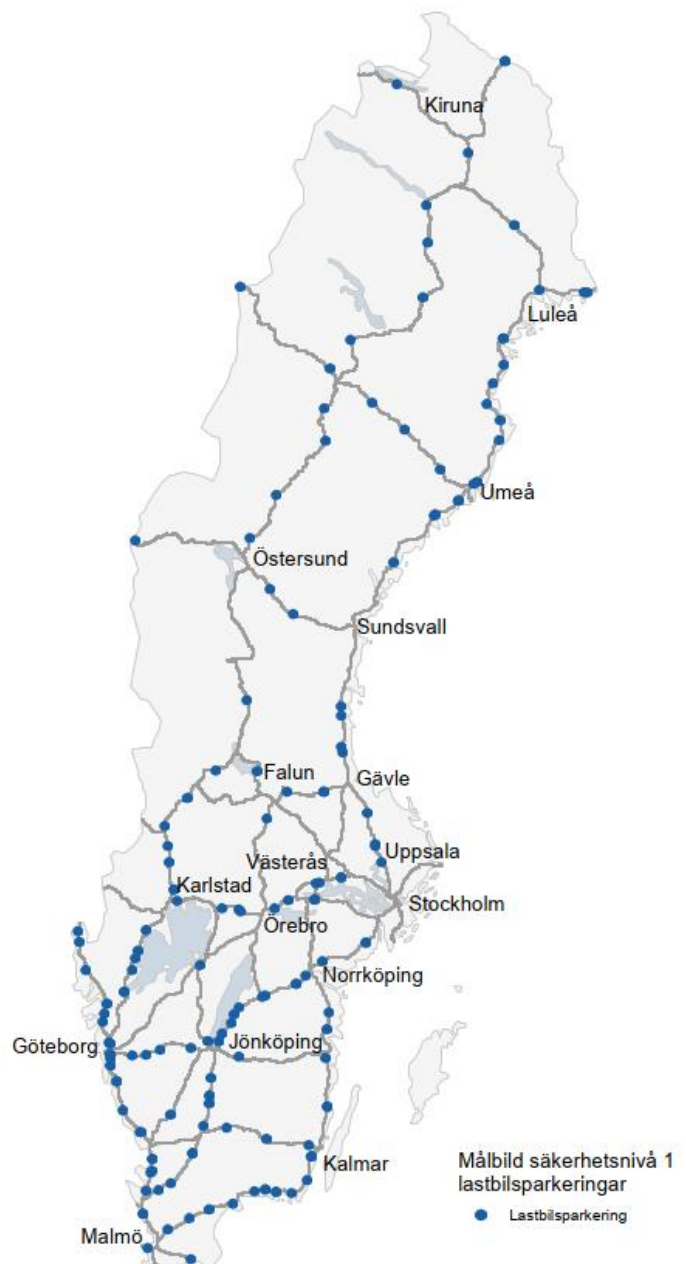 Kiruna
Luleå
Umeå
Östersund
Sundsvall
Falun
Gävle
Västerås
Uppsala
Karlstad
Stockholm
Örebro
Norrköping
Göteborg
Jönköping
Kalmar
Målbild säkerhetsnivå 1
lastbilsparkeringar
Lastbilsparkering
Malmö